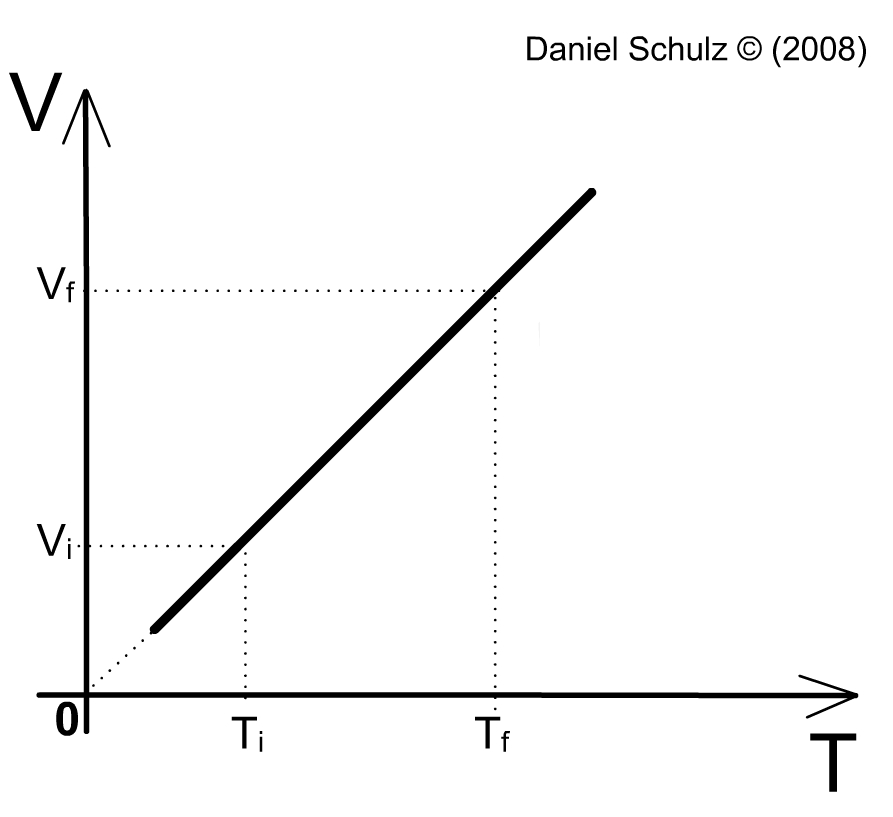 Daniel Schulz © (2008)
V
Vf
Vi
0
Ti
Tf
T